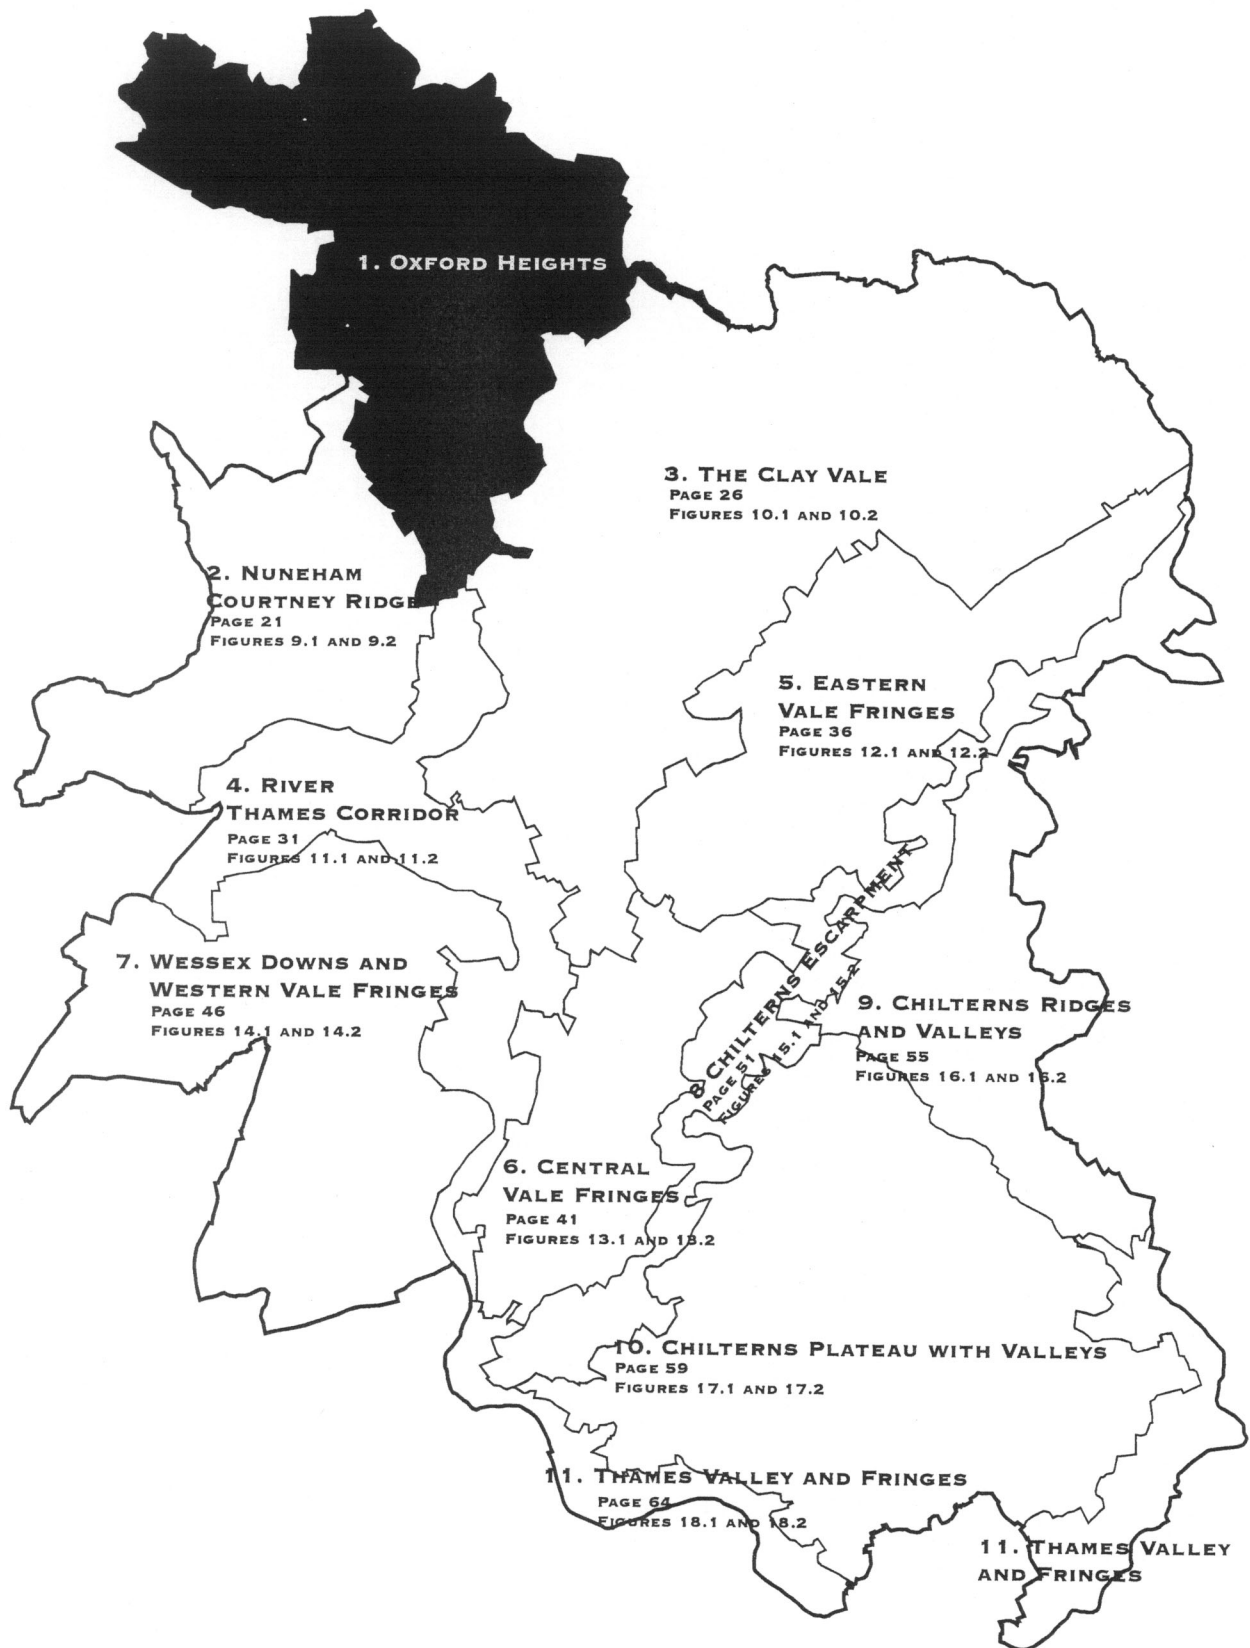 1. Oxford Heights
3. The Clay Vale
Page 26
Figures 10.1 and 10.2
2. Nuneham
Courtney Ridge
Page 21
Figures 9.1 and 9.2
5. Eastern
Vale Fringes
Page 36
Figures 12.1 and 12.2
4. River
Thames Corridor
Page 31
Figures 11.1 and 11.2
7. Wessex Downs and
Western Vale Fringes
Page 46
Figures 14.1 and 14.2
8 Chilterns Escarpment
Page 51
Figures 15.1 and 15.2
9. Chilterns Ridges
and Valleys
Page 55
Figures 16.1 and 16.2
6. Central
Vale Fringes
Page 41
Figures 13.1 and 13.2
10. Chilterns Plateau with Valleys
Page 59
Figures 17.1 and 17.2
11. Thames Valley and Fringes
Page 64
Figures 18.1 and 18.2
11. Thames Valley
and Fringes